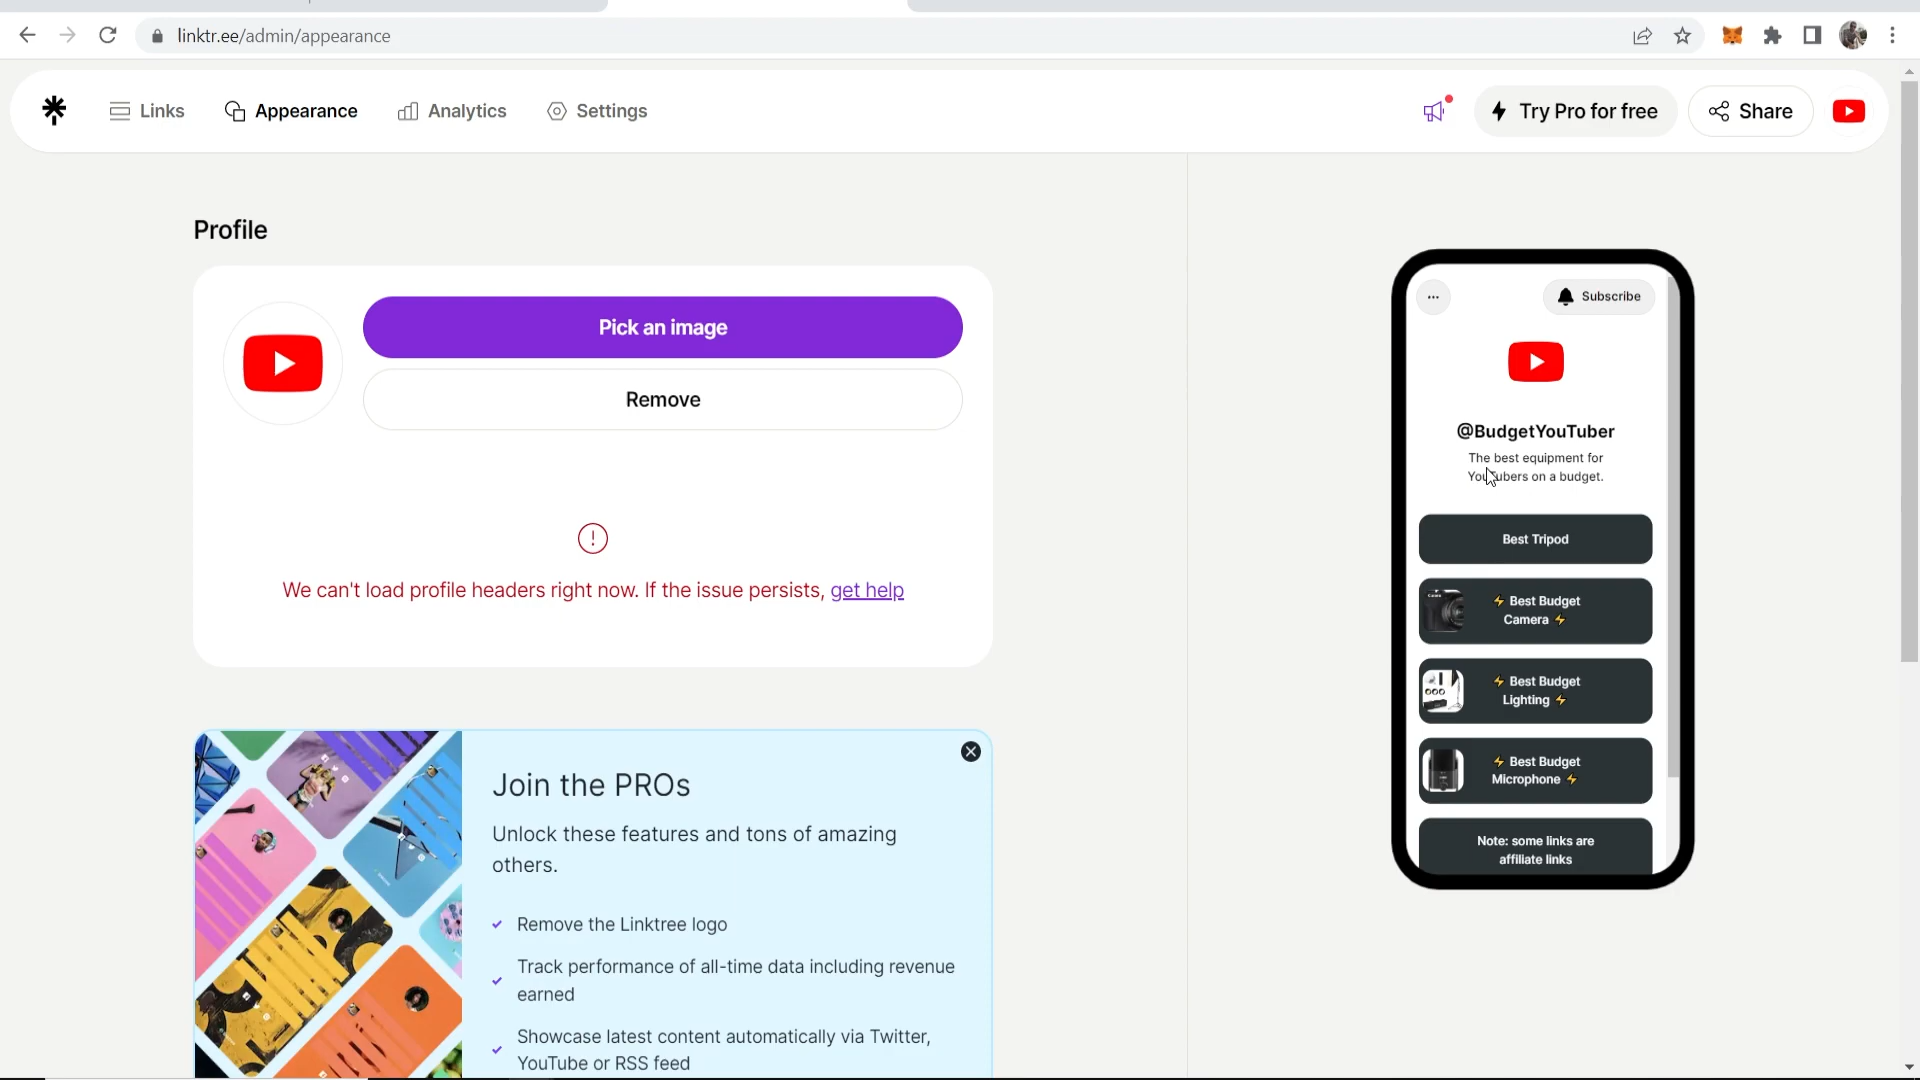 linktr.ee/admin/appearance
Links
Appearance
Analytics
Settings
Try Pro for free
Share
Profile
Pick an image
Remove
We can't load profile headers right now. If the issue persists, get help
Join the PROs
Unlock these features and tons of amazing
others.
Remove the Linktree logo
Track performance of all-time data including revenue
earned
Showcase latest content automatically via Twitter,
YouTube or RSS feed
Subscribe
@BudgetYouTuber
The best equipment for
YouTubers on a budget.
Best Tripod
⚡ Best Budget
Camera ⚡
⚡ Best Budget
Lighting ⚡
⚡ Best Budget
Microphone ⚡
Note: some links are
affiliate links